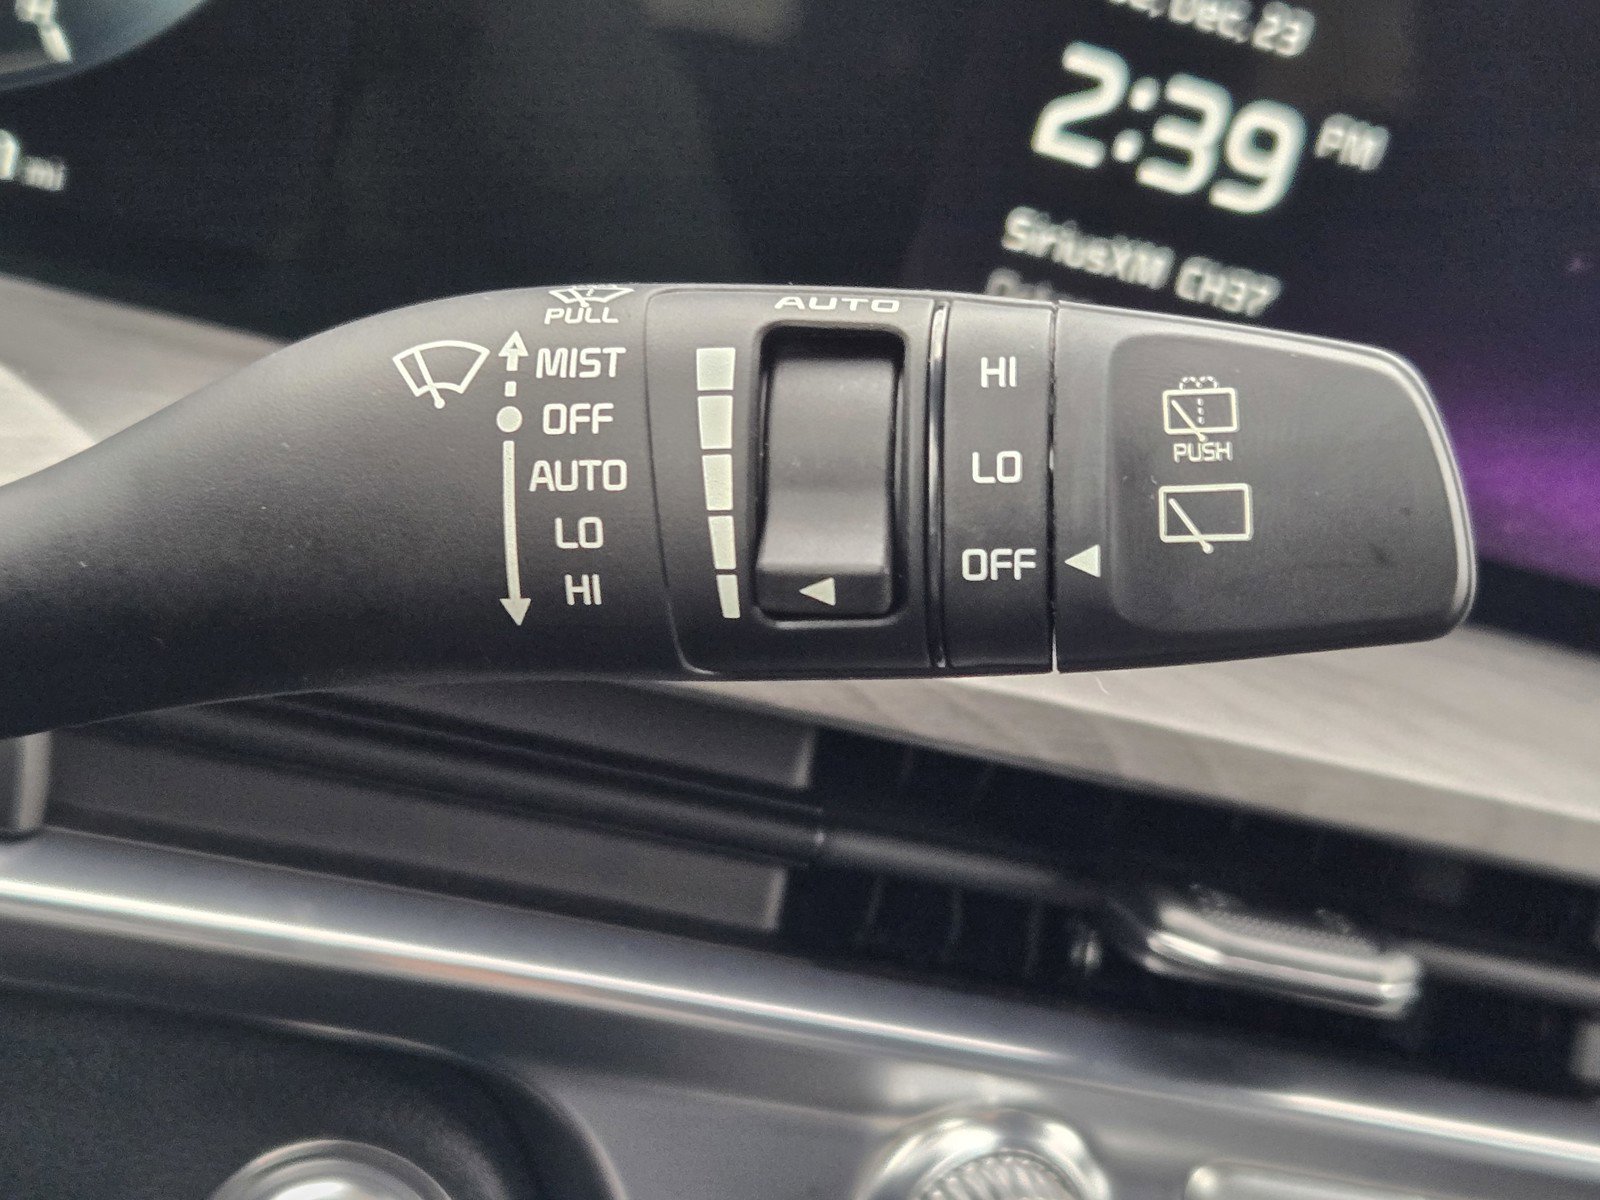 Dec, 23
2:39 PM
SiriusXM CH37
mi
PULL
MIST
OFF
AUTO
LO
HI
AUTO
HI
LO
OFF
PUSH